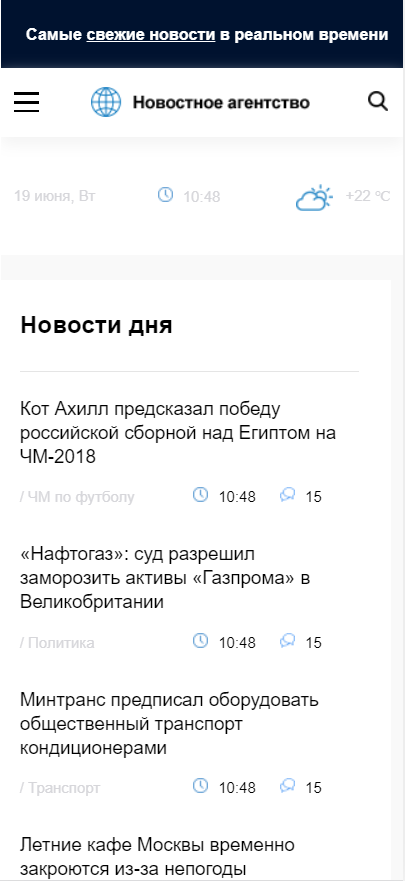 Самые свежие новости в реальном времени
Новостное агентство
19 июня, Вт 10:48 +22 °C
Новости дня
Кот Ахилл предсказал победу
российской сборной над Египтом на
ЧМ-2018
/ ЧМ по футболу 10:48 15
«Нафтогаз»: суд разрешил
заморозить активы «Газпрома» в
Великобритании
/ Политика 10:48 15
Минтранс предписал оборудовать
общественный транспорт
кондиционерами
/ Транспорт 10:48 15
Летние кафе Москвы временно
закроются из-за непогоды